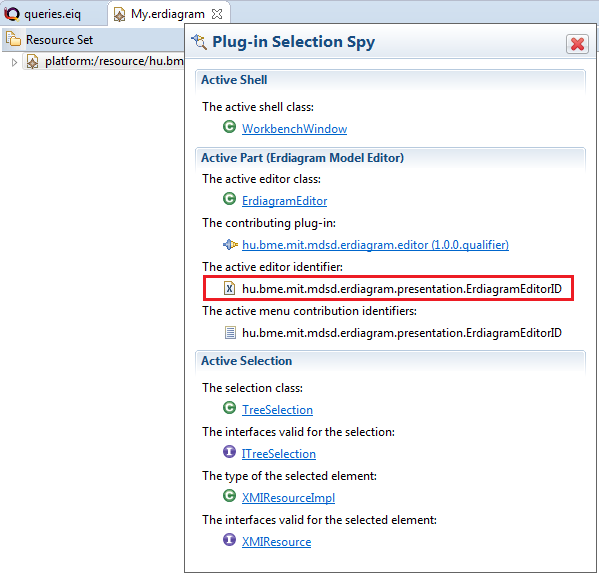 queries.eiq
My.erdiagram
Resource Set
platform:/resource/hu.bm
Plug-in Selection Spy
Active Shell
The active shell class:
WorkbenchWindow
Active Part (Erdiagram Model Editor)
The active editor class:
ErdiagramEditor
The contributing plug-in:
hu.bme.mit.mdsd.erdiagram.editor (1.0.0.qualifier)
The active editor identifier:
hu.bme.mit.mdsd.erdiagram.presentation.ErdiagramEditorID
The active menu contribution identifiers:
hu.bme.mit.mdsd.erdiagram.presentation.ErdiagramEditorID
Active Selection
The selection class:
TreeSelection
The interfaces valid for the selection:
ITreeSelection
The type of the selected element:
XMIResourceImpl
The interfaces valid for the selected element:
XMIResource